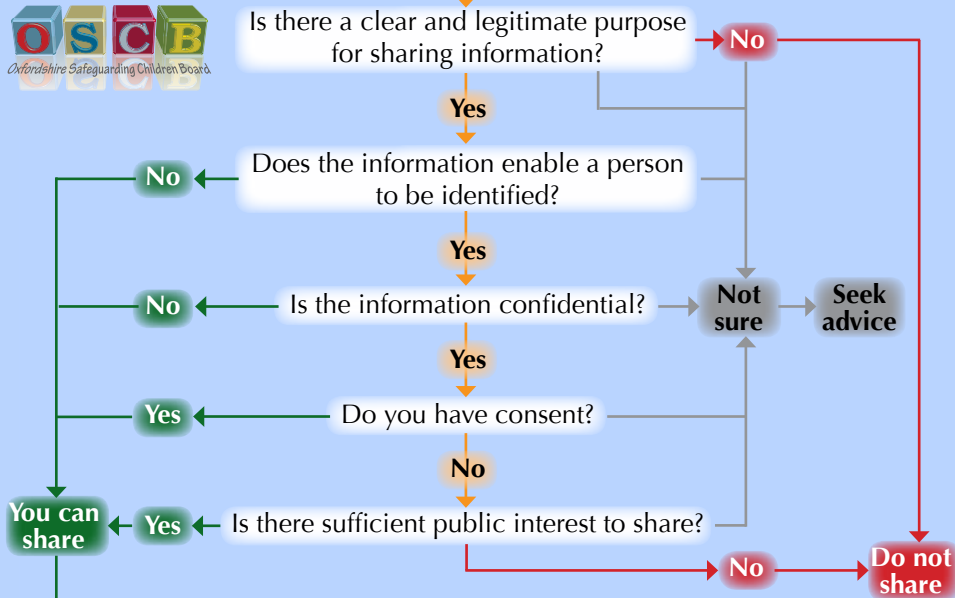 OSCB
Oxfordshire Safeguarding Children Board
Is there a clear and legitimate purpose
for sharing information?
No
Yes
Does the information enable a person
to be identified?
No
Yes
Is the information confidential?
No
Not
sure
Seek
advice
Yes
Do you have consent?
Yes
No
Is there sufficient public interest to share?
Yes
You can
share
No
Do not
share